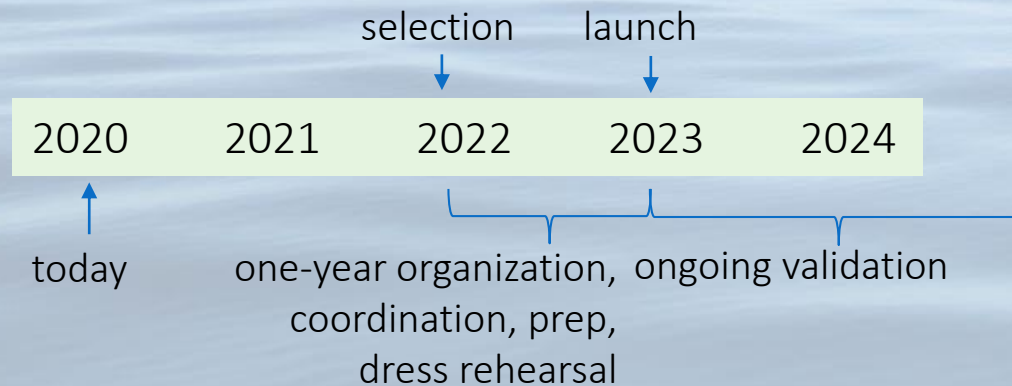 selection launch
2020 2021 2022 2023 2024
today
one-year organization,
coordination, prep,
dress rehearsal
ongoing validation